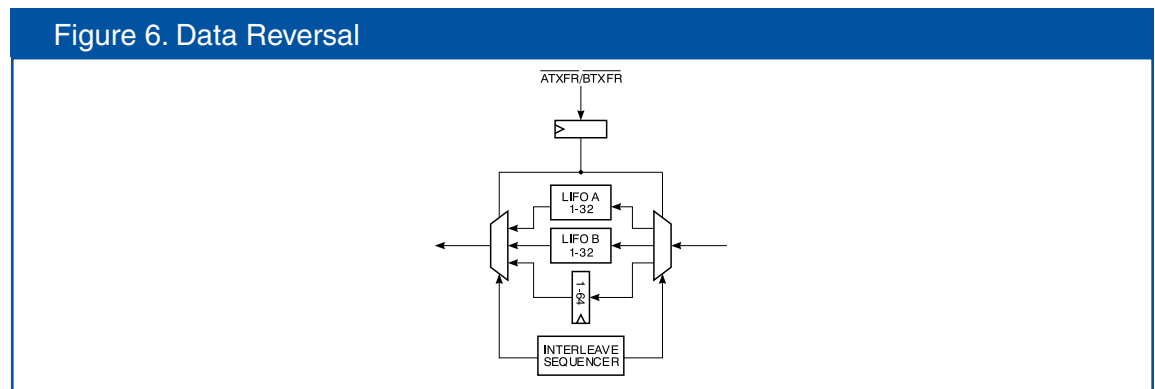 Figure 6. Data Reversal
ATXFR/BTXFR
LIFO A
1-32
LIFO B
1-32
1-64
INTERLEAVE
SEQUENCER